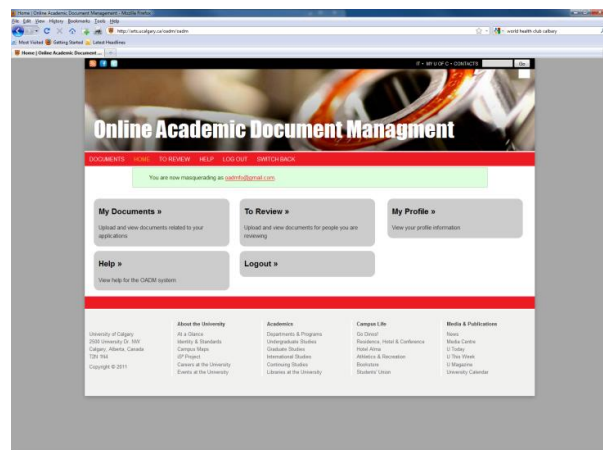 Home | Online Academic Document Management - Mozilla Firefox
File Edit View History Bookmarks Tools Help
http://arts.ucalgary.ca/oadm/oadm
world health club calbary
Most Visited Getting Started Latest Headlines
Home | Online Academic Document ...
IT MY U OF C CONTACTS Go
Online Academic Document Managment
DOCUMENTS HOME TO REVIEW HELP LOG OUT SWITCH BACK
You are now masquerading as
My Documents » To Review » My Profile »
Upload and view documents related to your applications Upload and view documents for people you are reviewing View your profile information
Help » Logout »
View help for the OADM system
About the University Academics Campus Life Media & Publications
University of Calgary At a Glance Departments & Programs Go Dinos! News
2500 University Dr. NW Identity & Standards Undergraduate Studies Residence, Hotel & Conference Media Centre
Calgary, Alberta, Canada Campus Maps Graduate Studies Hotel Alma U Today
T2N 1N4 iS² Project International Studies Athletics & Recreation U This Week
Copyright © 2011 Careers at the University Continuing Studies Bookstore U Magazine
Events at the University Libraries at the University Students' Union University Calendar